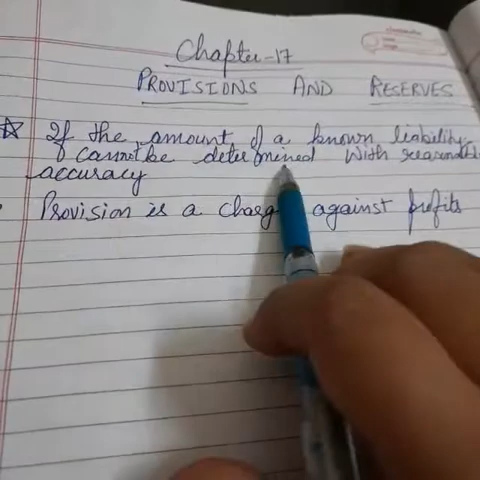 Chapter-17
PROVISIONS AND RESERVES
If the amount of a known liability
cannot be determined with reasonable
accuracy
Provision is a charg against profits